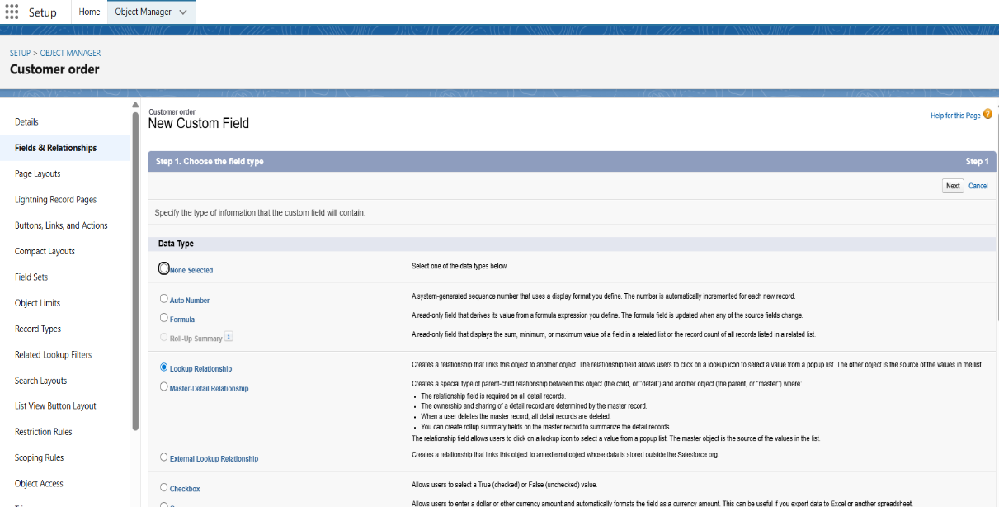 Setup
Home
Object Manager
SETUP > OBJECT MANAGER
Customer order
Details
Fields & Relationships
Page Layouts
Lightning Record Pages
Buttons, Links, and Actions
Compact Layouts
Field Sets
Object Limits
Record Types
Related Lookup Filters
Search Layouts
List View Button Layout
Restriction Rules
Scoping Rules
Object Access
Customer order
New Custom Field
Help for this Page ?
Step 1. Choose the field type
Step 1
Next Cancel
Specify the type of information that the custom field will contain.
Data Type
None Selected
Select one of the data types below.
Auto Number
A system-generated sequence number that uses a display format you define. The number is automatically incremented for each new record.
Formula
A read-only field that derives its value from a formula expression you define. The formula field is updated when any of the source fields change.
Roll-Up Summary i
A read-only field that displays the sum, minimum, or maximum value of a field in a related list or the record count of all records listed in a related list.
Lookup Relationship
Creates a relationship that links this object to another object. The relationship field allows users to click on a lookup icon to select a value from a popup list. The other object is the source of the values in the list.
Master-Detail Relationship
Creates a special type of parent-child relationship between this object (the child, or "detail") and another object (the parent, or "master") where:
• The relationship field is required on all detail records.
• The ownership and sharing of a detail record are determined by the master record.
• When a user deletes the master record, all detail records are deleted.
• You can create rollup summary fields on the master record to summarize the detail records.
The relationship field allows users to click on a lookup icon to select a value from a popup list. The master object is the source of the values in the list.
External Lookup Relationship
Creates a relationship that links this object to an external object whose data is stored outside the Salesforce org.
Checkbox
Allows users to select a True (checked) or False (unchecked) value.
Allows users to enter a dollar or other currency amount and automatically formats the field as a currency amount. This can be useful if you export data to Excel or another spreadsheet.